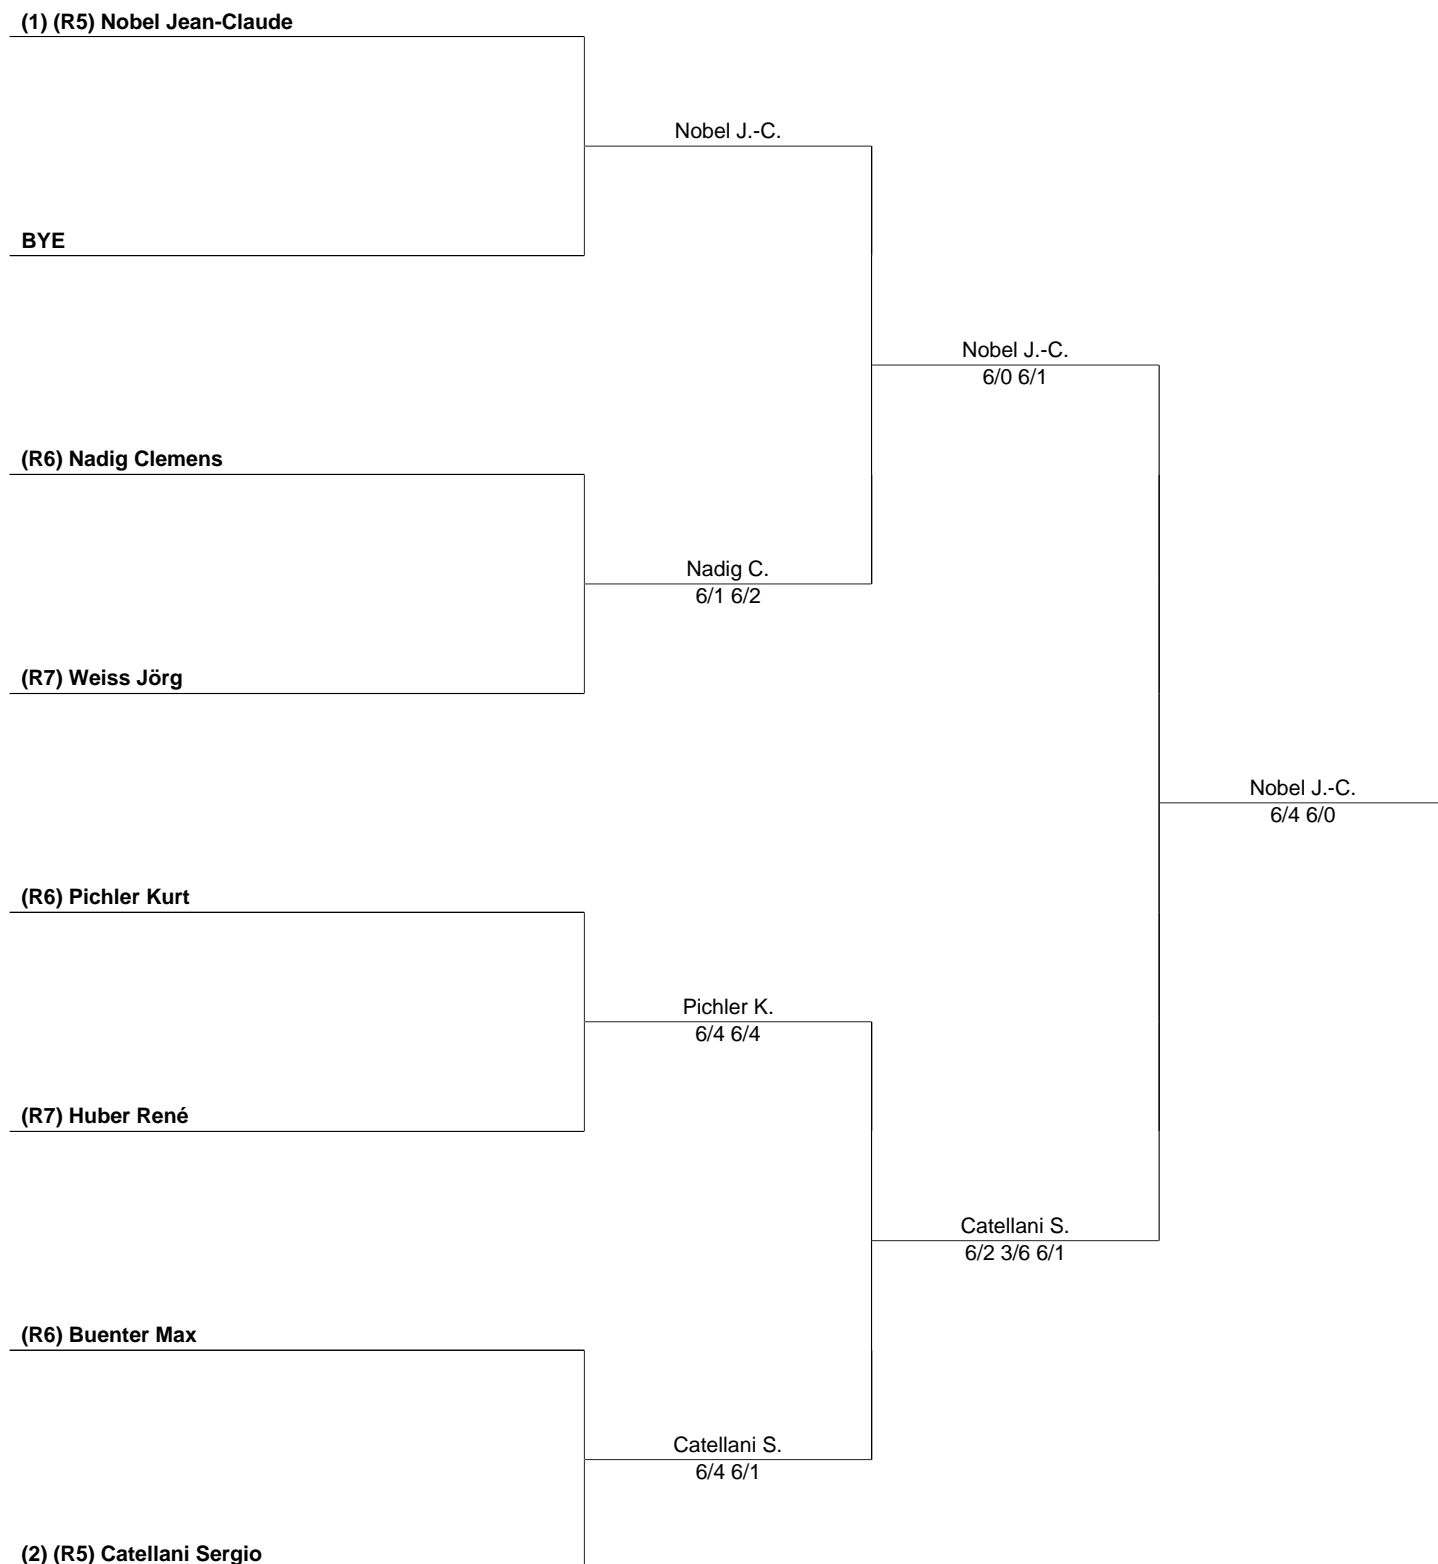 (1) (R5) Nobel Jean-Claude
Nobel J.-C.
BYE
Nobel J.-C.
6/0 6/1
(R6) Nadig Clemens
Nadig C.
6/1 6/2
(R7) Weiss Jörg
Nobel J.-C.
6/4 6/0
(R6) Pichler Kurt
Pichler K.
6/4 6/4
(R7) Huber René
Catellani S.
6/2 3/6 6/1
(R6) Buenter Max
Catellani S.
6/4 6/1
(2) (R5) Catellani Sergio